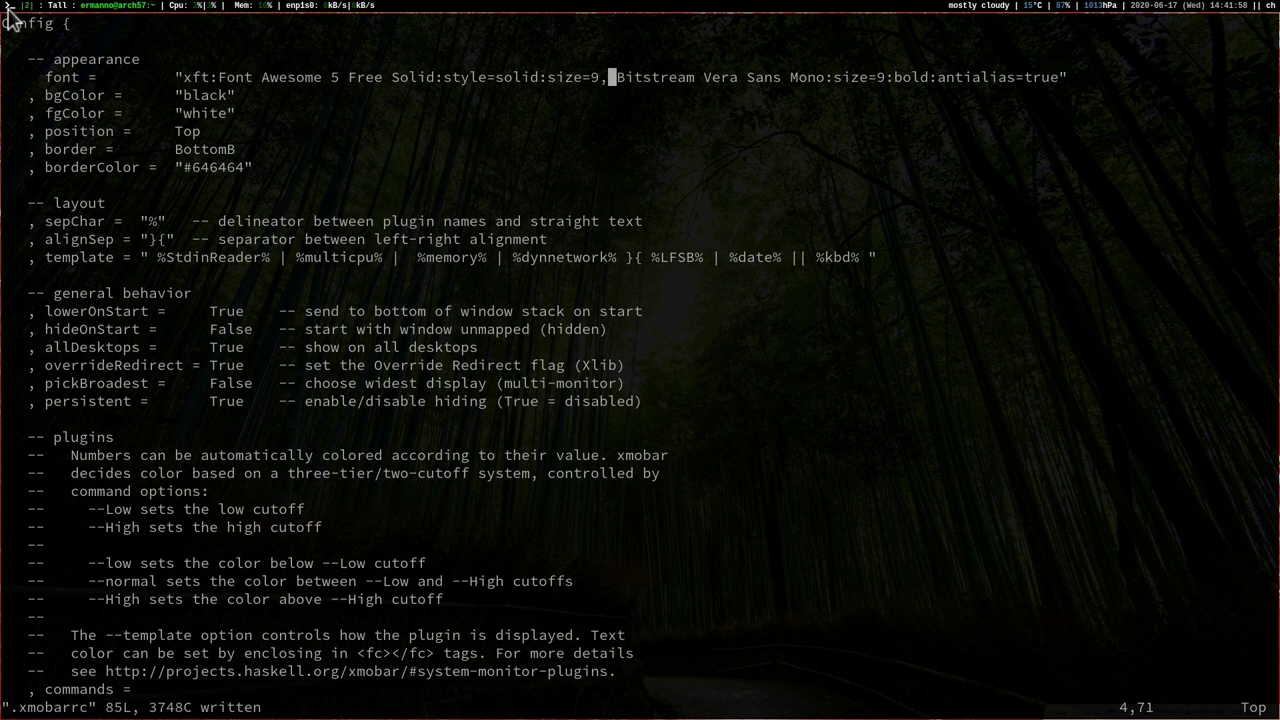 |2| : Tall : ermanno@arch57:~ | Cpu: 3%|3% | Mem: 10% | enp1s0: 0kB/s|0kB/s mostly cloudy | 15°C | 87% | 1013hPa | 2020-06-17 (Wed) 14:41:58 || ch
Config {
-- appearance
font = "xft:Font Awesome 5 Free Solid:style=solid:size=9, Bitstream Vera Sans Mono:size=9:bold:antialias=true"
, bgColor = "black"
, fgColor = "white"
, position = Top
, border = BottomB
, borderColor = "#646464"
-- layout
, sepChar = "%" -- delineator between plugin names and straight text
, alignSep = "}{" -- separator between left-right alignment
, template = " %StdinReader% | %multicpu% | %memory% | %dynnetwork% }{ %LFSB% | %date% || %kbd% "
-- general behavior
, lowerOnStart = True -- send to bottom of window stack on start
, hideOnStart = False -- start with window unmapped (hidden)
, allDesktops = True -- show on all desktops
, overrideRedirect = True -- set the Override Redirect flag (Xlib)
, pickBroadest = False -- choose widest display (multi-monitor)
, persistent = True -- enable/disable hiding (True = disabled)
-- plugins
-- Numbers can be automatically colored according to their value. xmobar
-- decides color based on a three-tier/two-cutoff system, controlled by
-- command options:
-- --Low sets the low cutoff
-- --High sets the high cutoff
--
-- --low sets the color below --Low cutoff
-- --normal sets the color between --Low and --High cutoffs
-- --High sets the color above --High cutoff
--
-- The --template option controls how the plugin is displayed. Text
-- color can be set by enclosing in <fc></fc> tags. For more details
-- see http://projects.haskell.org/xmobar/#system-monitor-plugins.
, commands =
".xmobarrc" 85L, 3748C written 4,71 Top